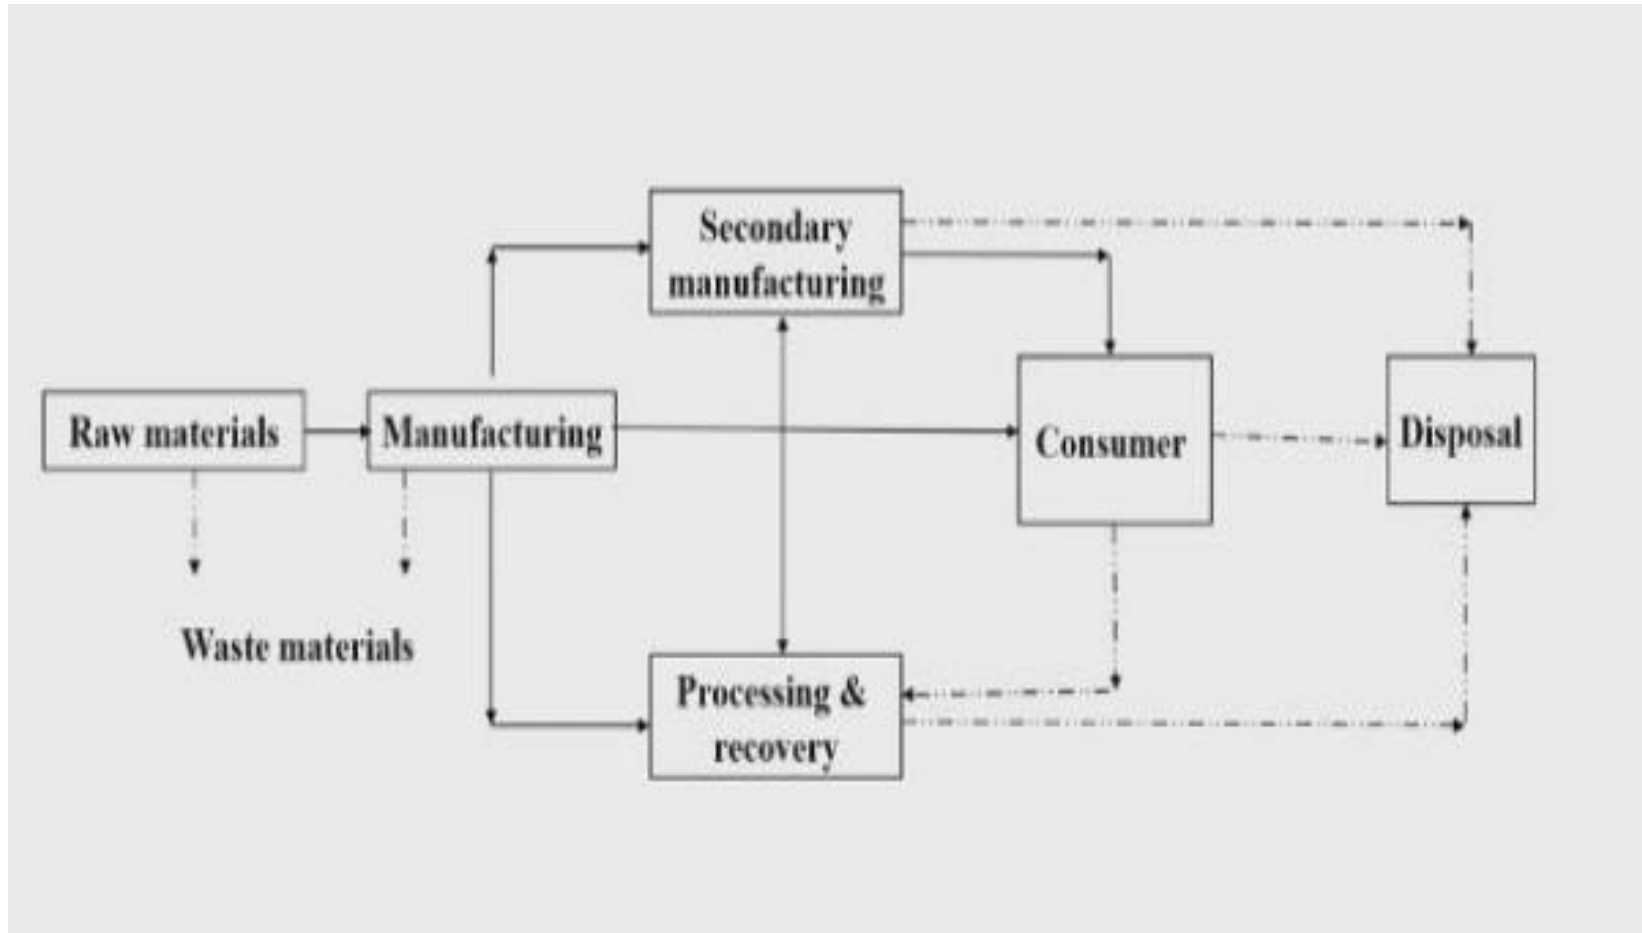 Secondary
manufacturing
Raw materials
Manufacturing
Consumer
Disposal
Waste materials
Processing &
recovery